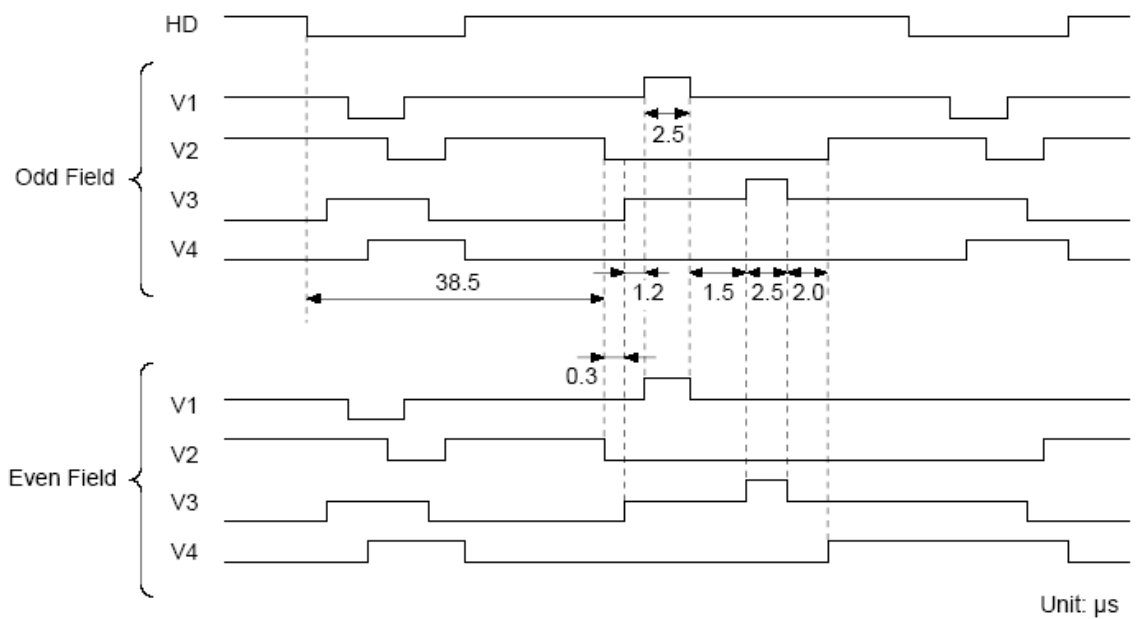 HD
V1
2.5
V2
Odd Field
V3
V4
38.5
1.2
1.5
2.5
2.0
0.3
V1
V2
Even Field
V3
V4
Unit: µs